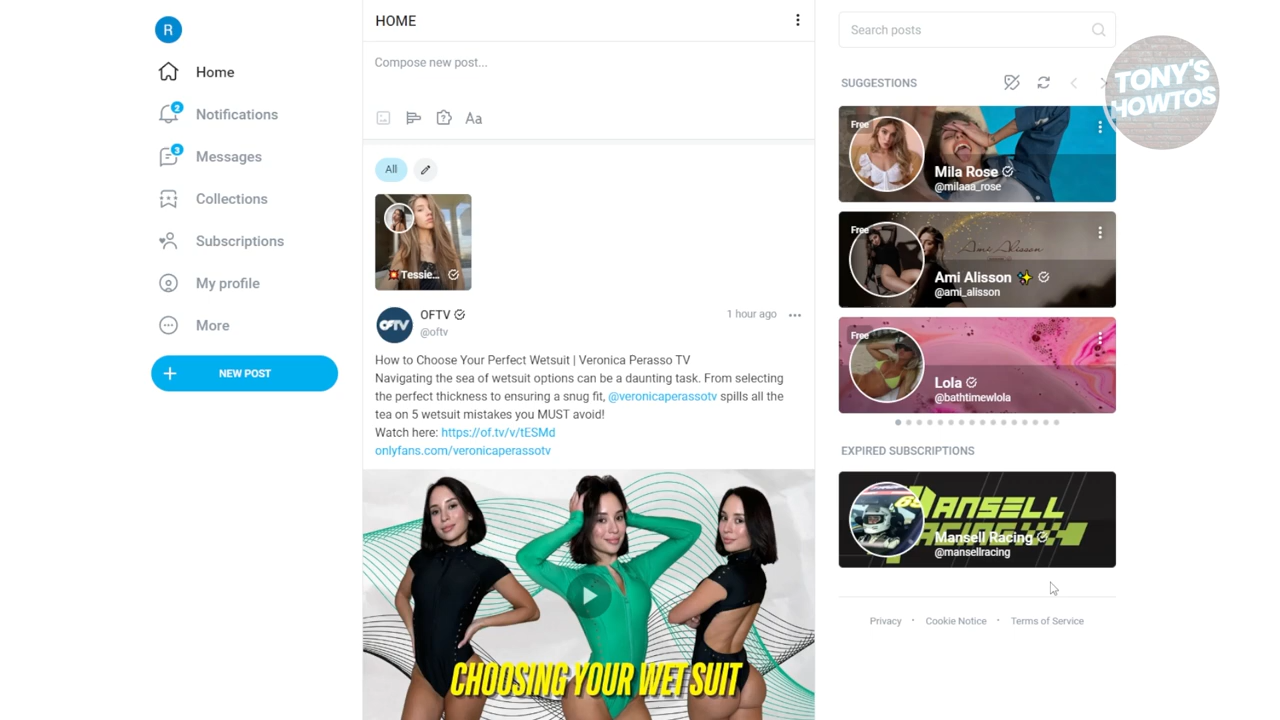 R
Home
2
Notifications
3
Messages
Collections
Subscriptions
My profile
More
+ NEW POST
HOME
Compose new post...
Aa
All
💥Tessie...
OFTV
@oftv
1 hour ago
OFTV
How to Choose Your Perfect Wetsuit | Veronica Perasso TV
Navigating the sea of wetsuit options can be a daunting task. From selecting
the perfect thickness to ensuring a snug fit, @veronicaperassotv spills all the
tea on 5 wetsuit mistakes you MUST avoid!
Watch here: https://of.tv/v/tESMd
onlyfans.com/veronicaperassotv
CHOOSING YOUR WET SUIT
Search posts
TONY'S
HOWTOS
SUGGESTIONS
Free
Mila Rose
@milaaa_rose
Free
Ami Alisson
Ami Alisson ✨
@ami_alisson
Free
Lola
@bathtimewlola
EXPIRED SUBSCRIPTIONS
MANSELL
RACING
Mansell Racing
@mansellracing
Privacy · Cookie Notice · Terms of Service